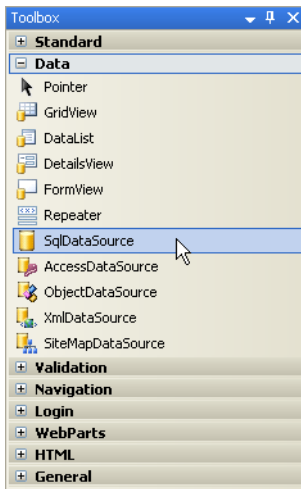 Toolbox
Standard
Data
Pointer
GridView
DataList
DetailsView
FormView
Repeater
SqlDataSource
AccessDataSource
ObjectDataSource
XmlDataSource
SiteMapDataSource
Validation
Navigation
Login
WebParts
HTML
General